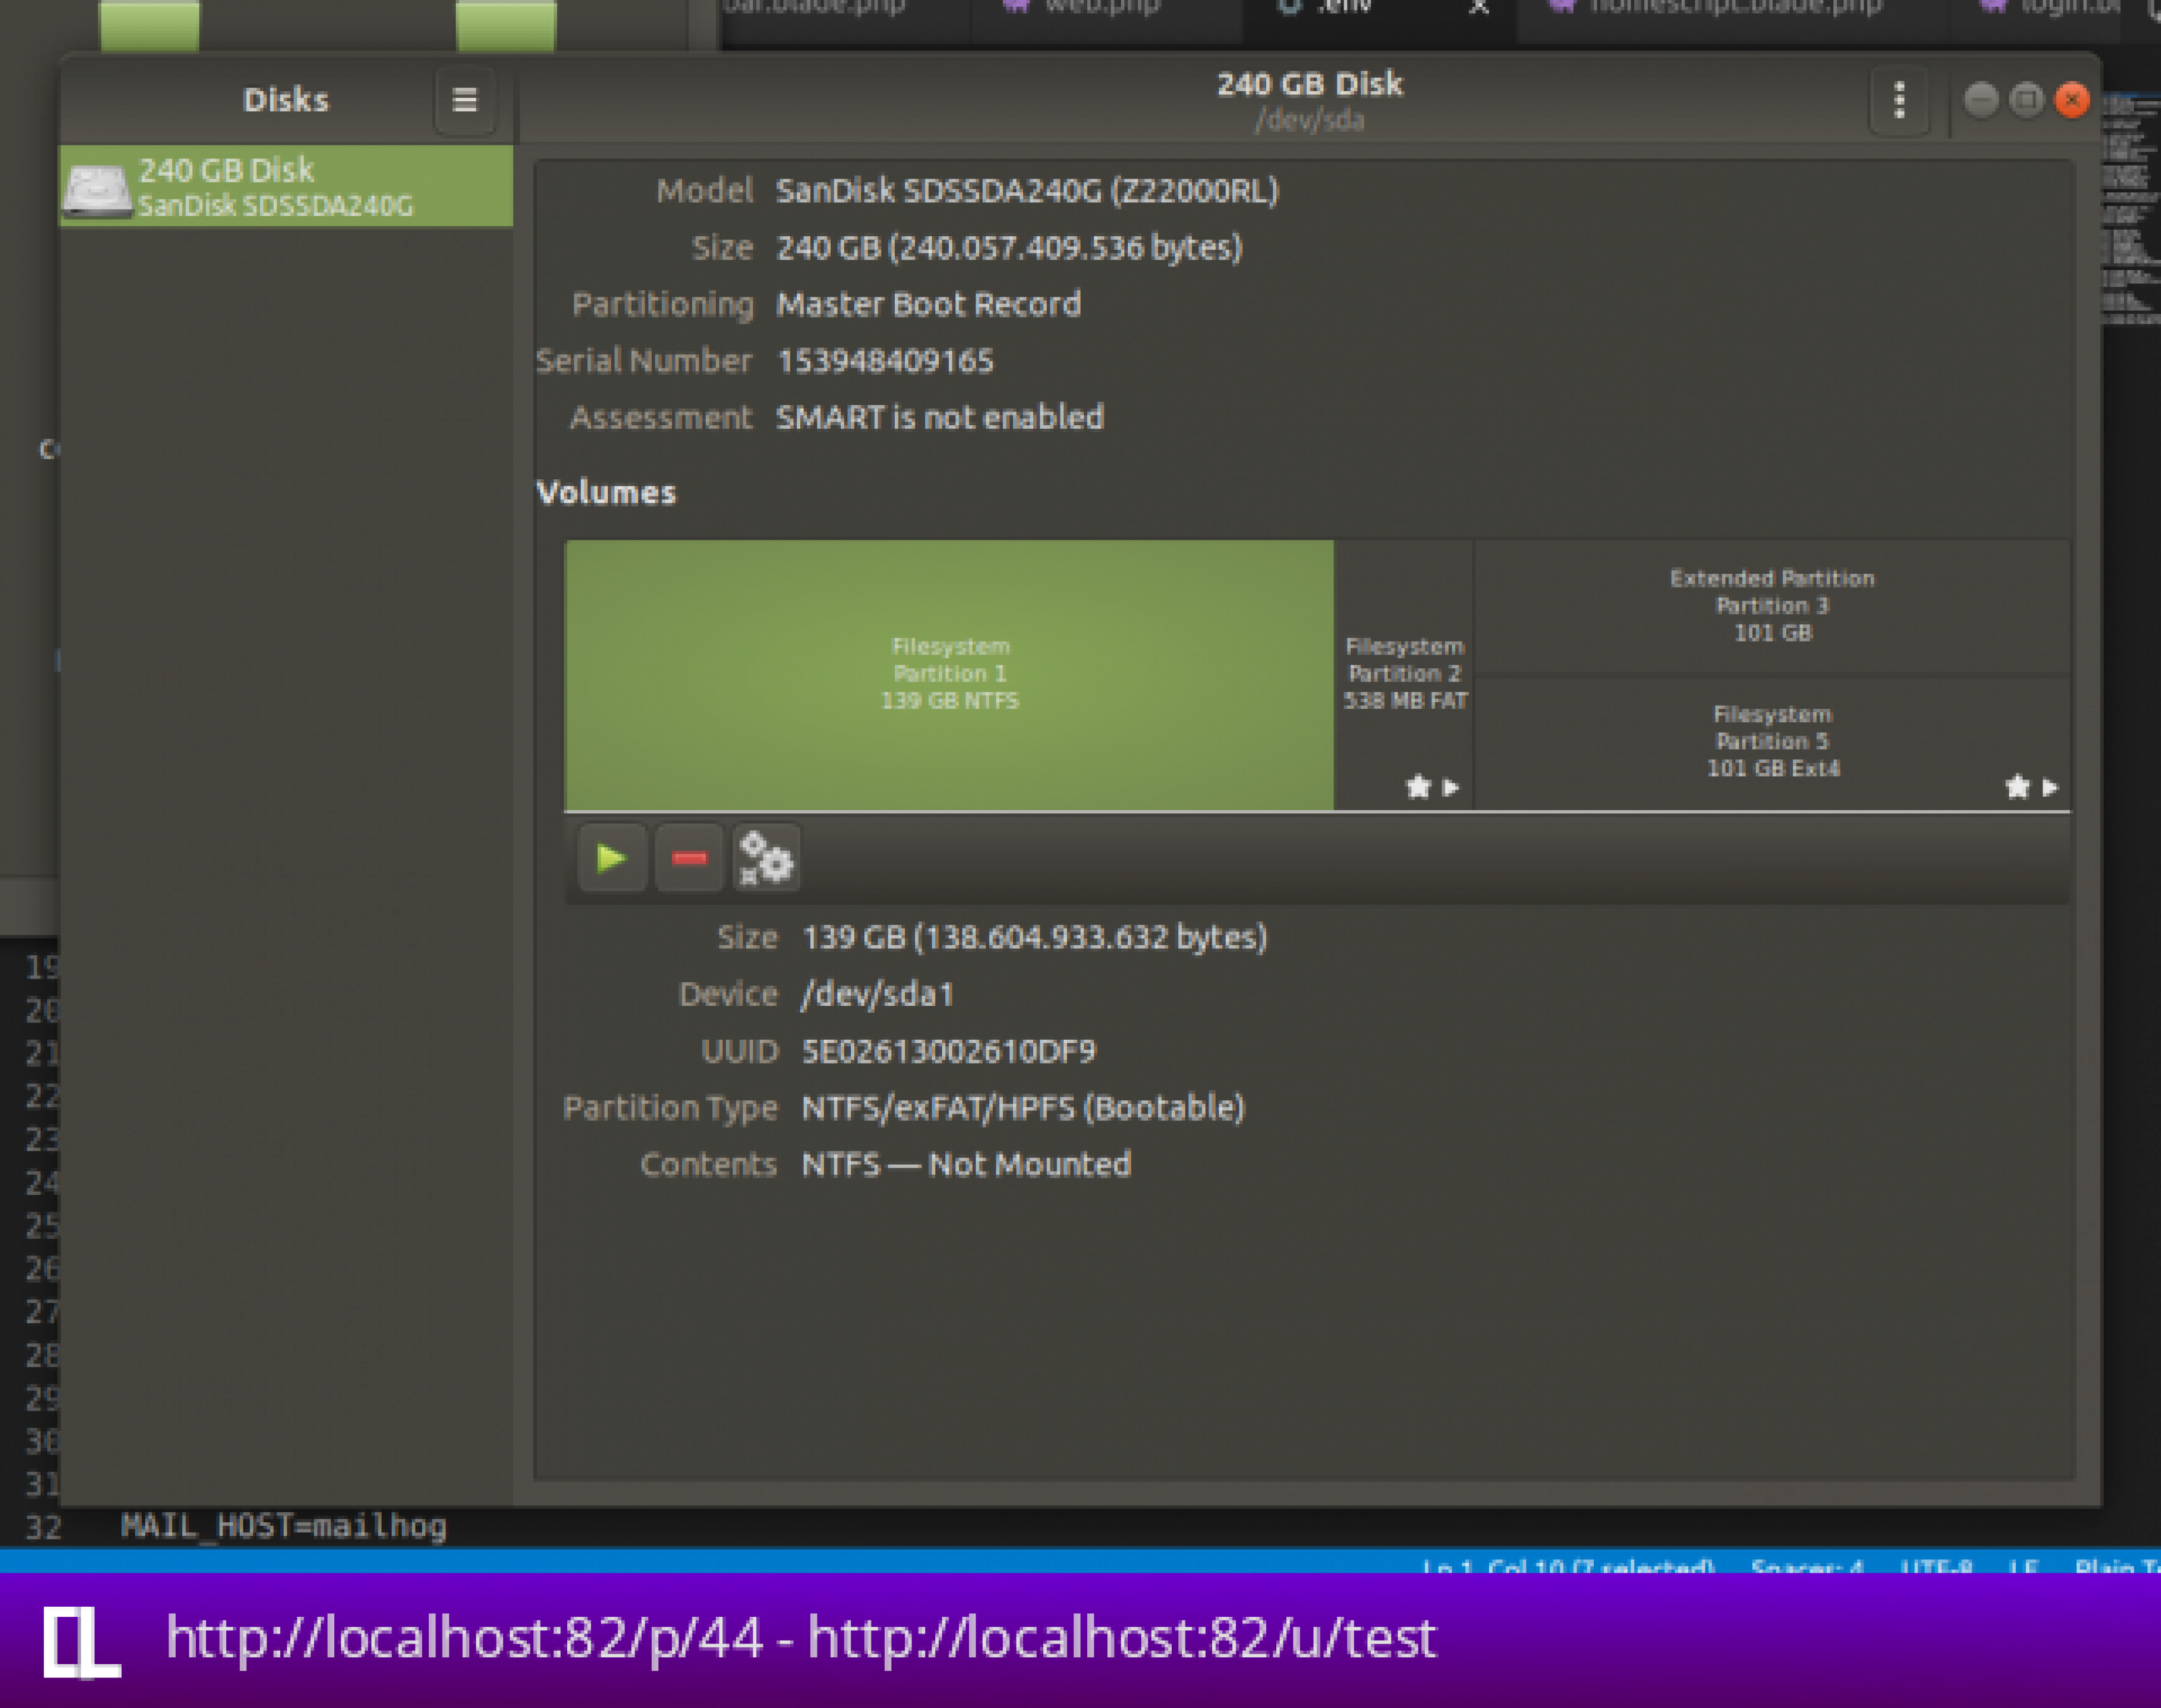 web.php
.env
homescript.blade.php
Disks
240 GB Disk
/dev/sda
240 GB Disk
SanDisk SDSSDA240G
Model SanDisk SDSSDA240G (Z22000RL)
Size 240 GB (240.057.409.536 bytes)
Partitioning Master Boot Record
Serial Number 153948409165
Assessment SMART is not enabled
Volumes
Filesystem
Partition 1
139 GB NTFS
Filesystem
Partition 2
538 MB FAT
Extended Partition
Partition 3
101 GB
Filesystem
Partition 5
101 GB Ext4
Size 139 GB (138.604.933.632 bytes)
Device /dev/sda1
UUID 5E02613002610DF9
Partition Type NTFS/exFAT/HPFS (Bootable)
Contents NTFS — Not Mounted
19
20
21
22
23
24
25
26
27
28
29
30
31
32 MAIL_HOST=mailhog
Ln 1, Col 10 (7 selected) Spaces: 4 UTF-8 LF Plain
http://localhost:82/p/44 - http://localhost:82/u/test